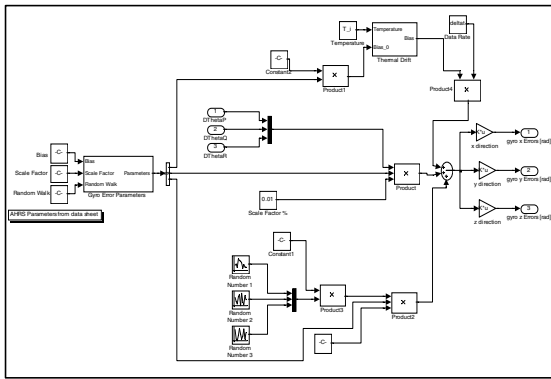 T_i
Temperature
Temperature
Bias
Bias_0
Thermal Drift
deltat
Data Rate
-C-
Constant2
×
Product1
×
Product4
1
DThetaP
2
DThetaQ
3
DThetaR
Bias
-C-
Scale Factor
-C-
Random Walk
-C-
Bias
Scale Factor
Random Walk
Parameters
Gyro Error Parameters
AHRS Parameters from data sheet
0.01
Scale Factor %
×
Product
K*u
x direction
1
gyro x Errors [rad]
K*u
y direction
2
gyro y Errors [rad]
K*u
z direction
3
gyro z Errors [rad]
-C-
Constant1
Random
Number 1
Random
Number 2
Random
Number 3
×
Product3
×
Product2
-C-